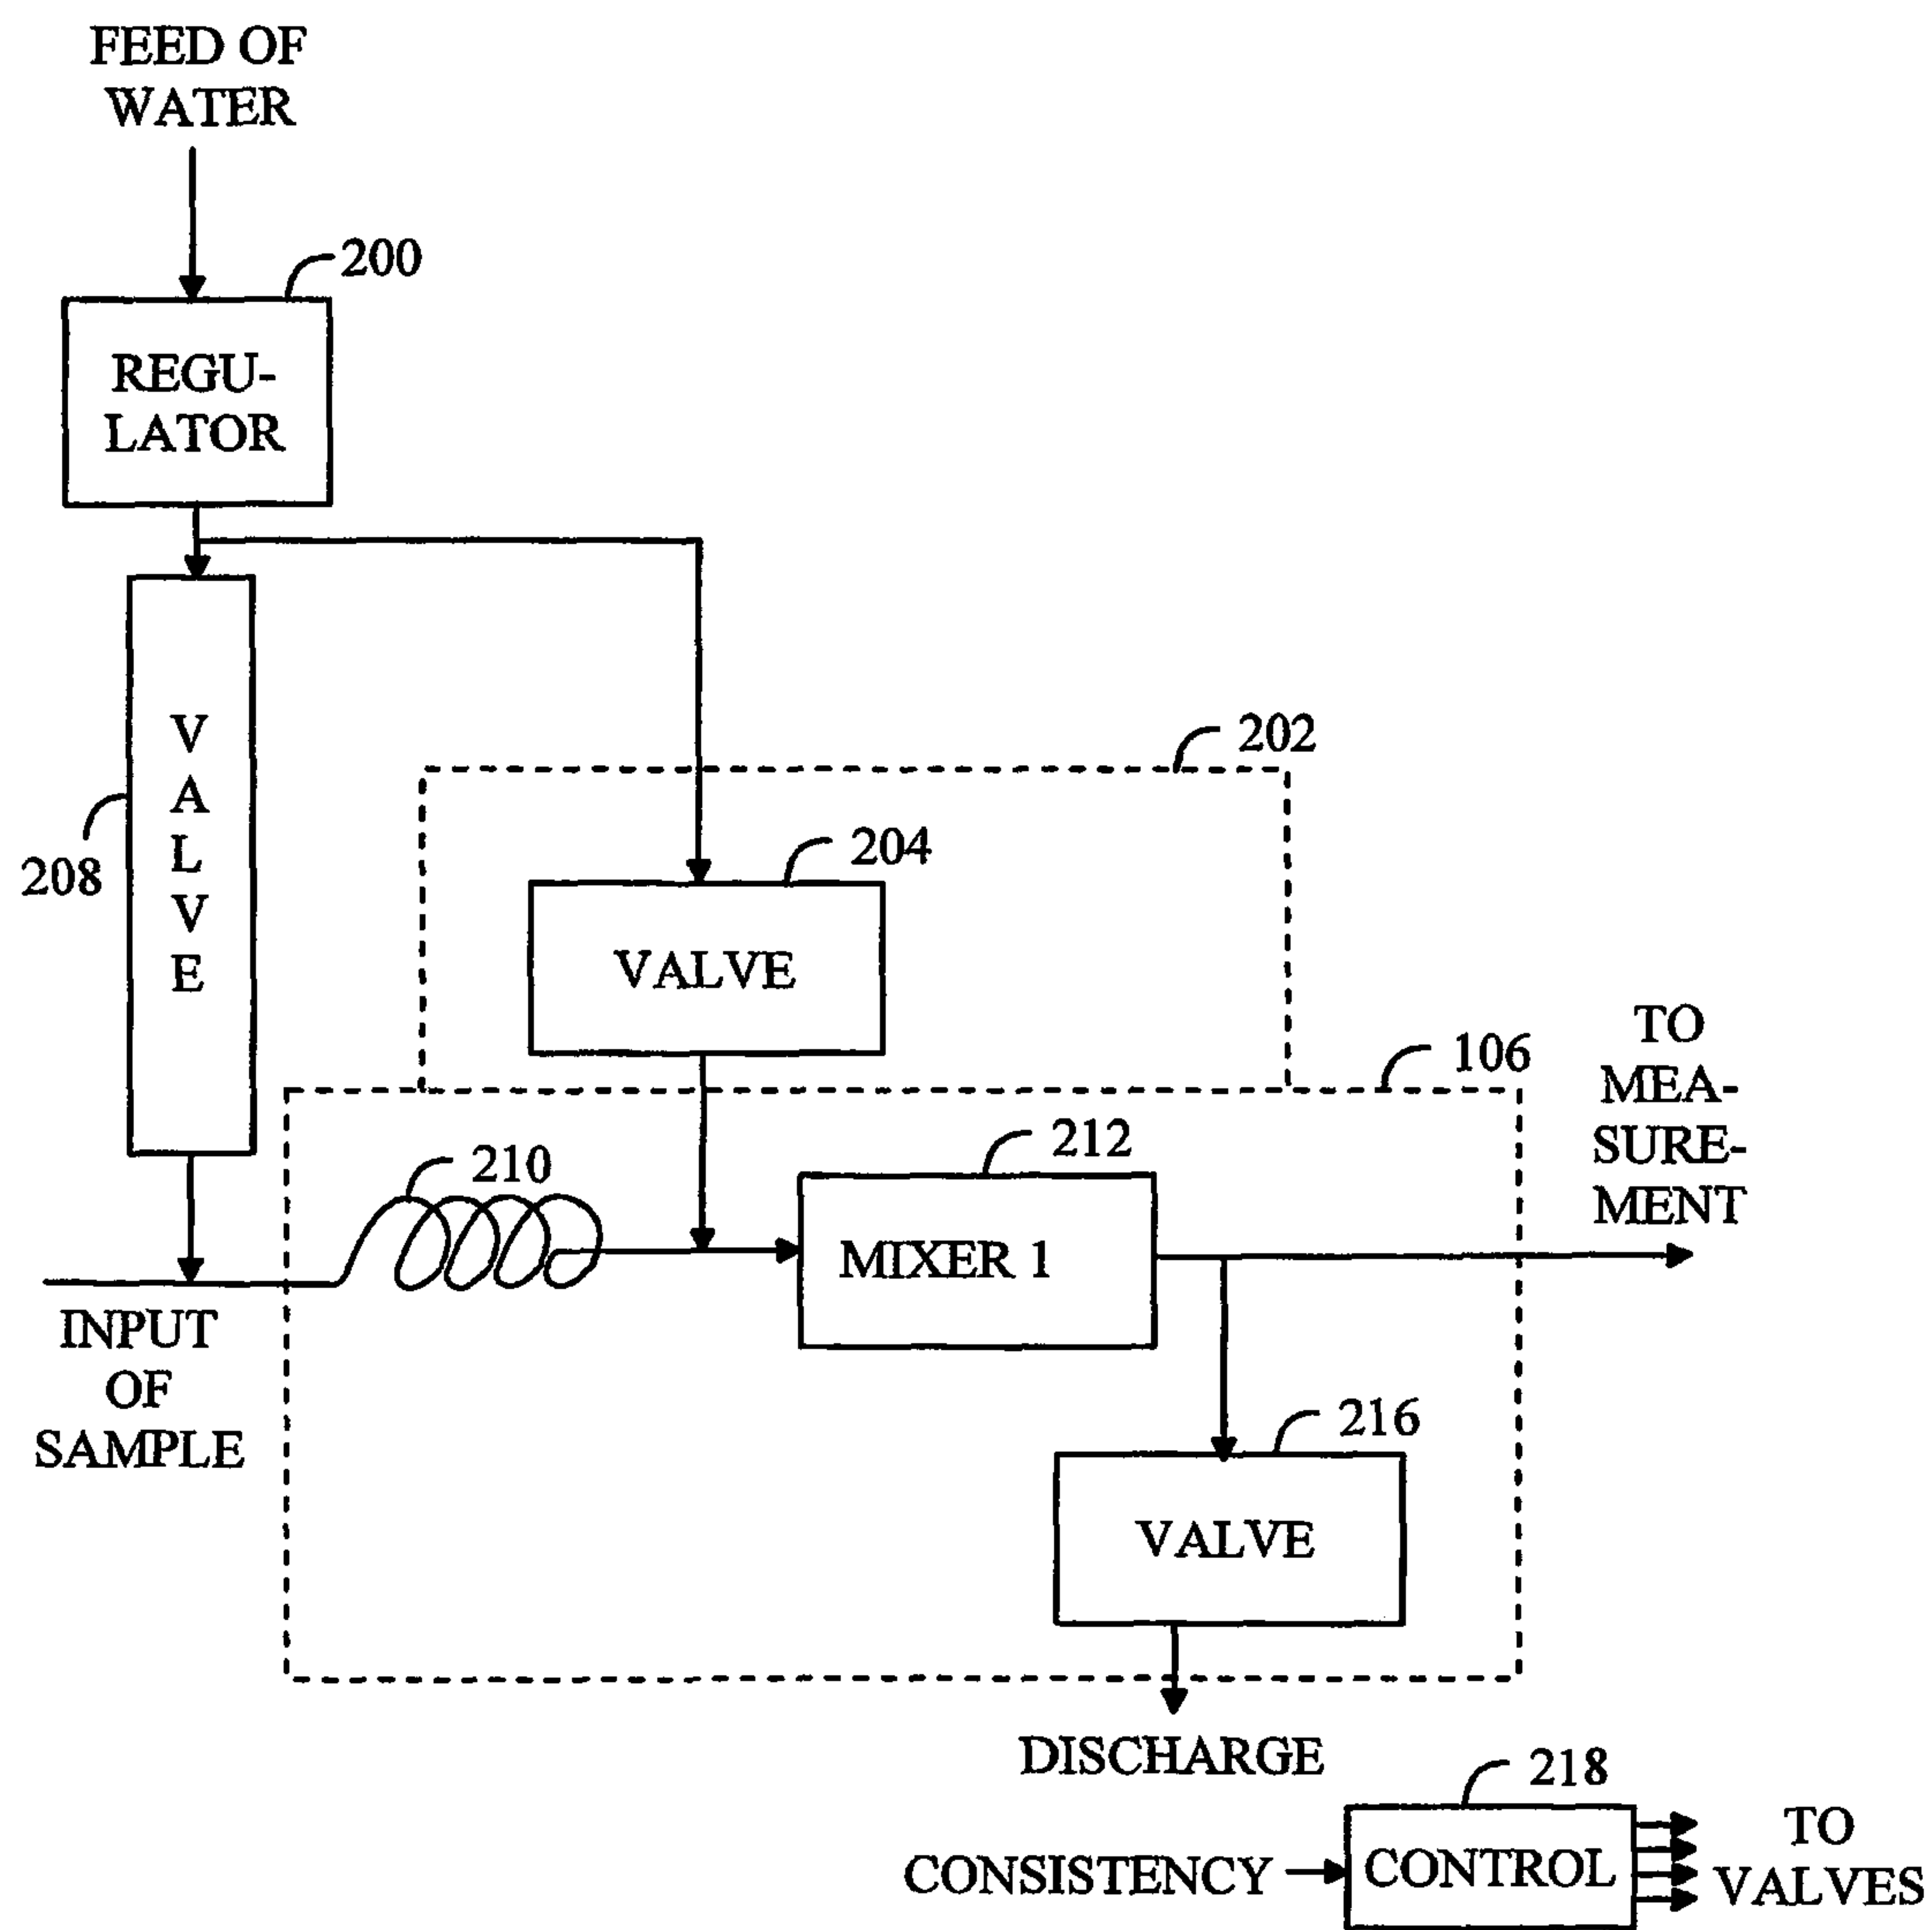 FEED OF
WATER
200
REGU-
LATOR
202
V
A
L
V
E
208
204
VALVE
106
TO
MEA-
SURE-
MENT
210
212
MIXER 1
INPUT
OF
SAMPLE
216
VALVE
DISCHARGE
218
CONSISTENCY
CONTROL
TO
VALVES